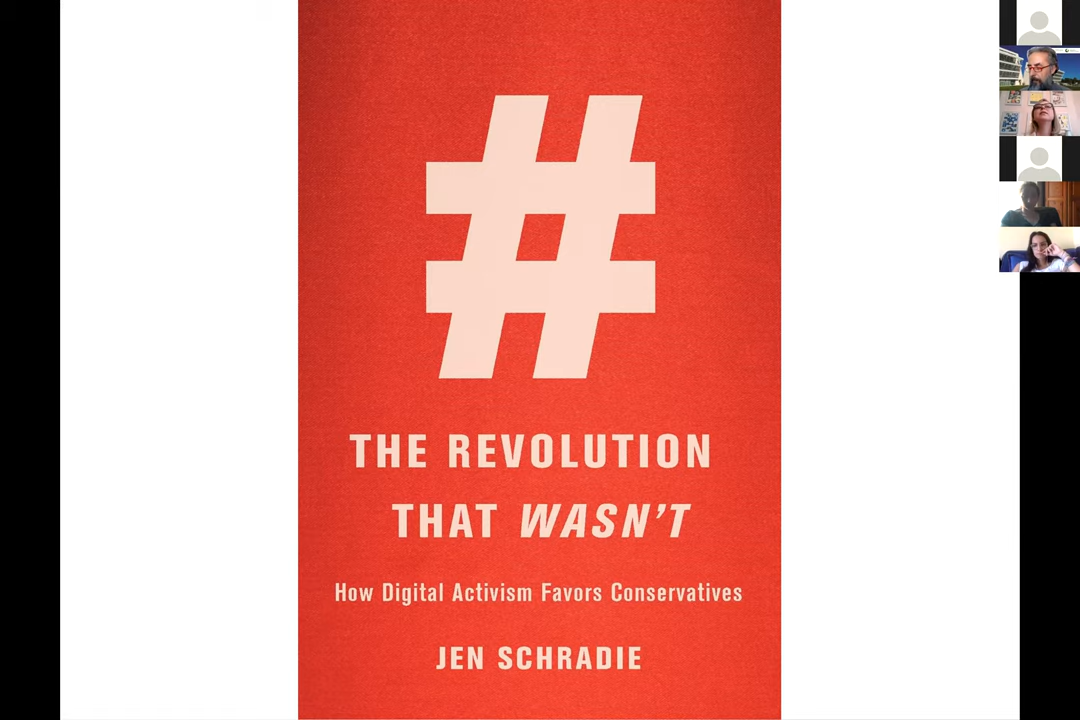 #
THE REVOLUTION
THAT WASN'T
How Digital Activism Favors Conservatives
JEN SCHRADIE